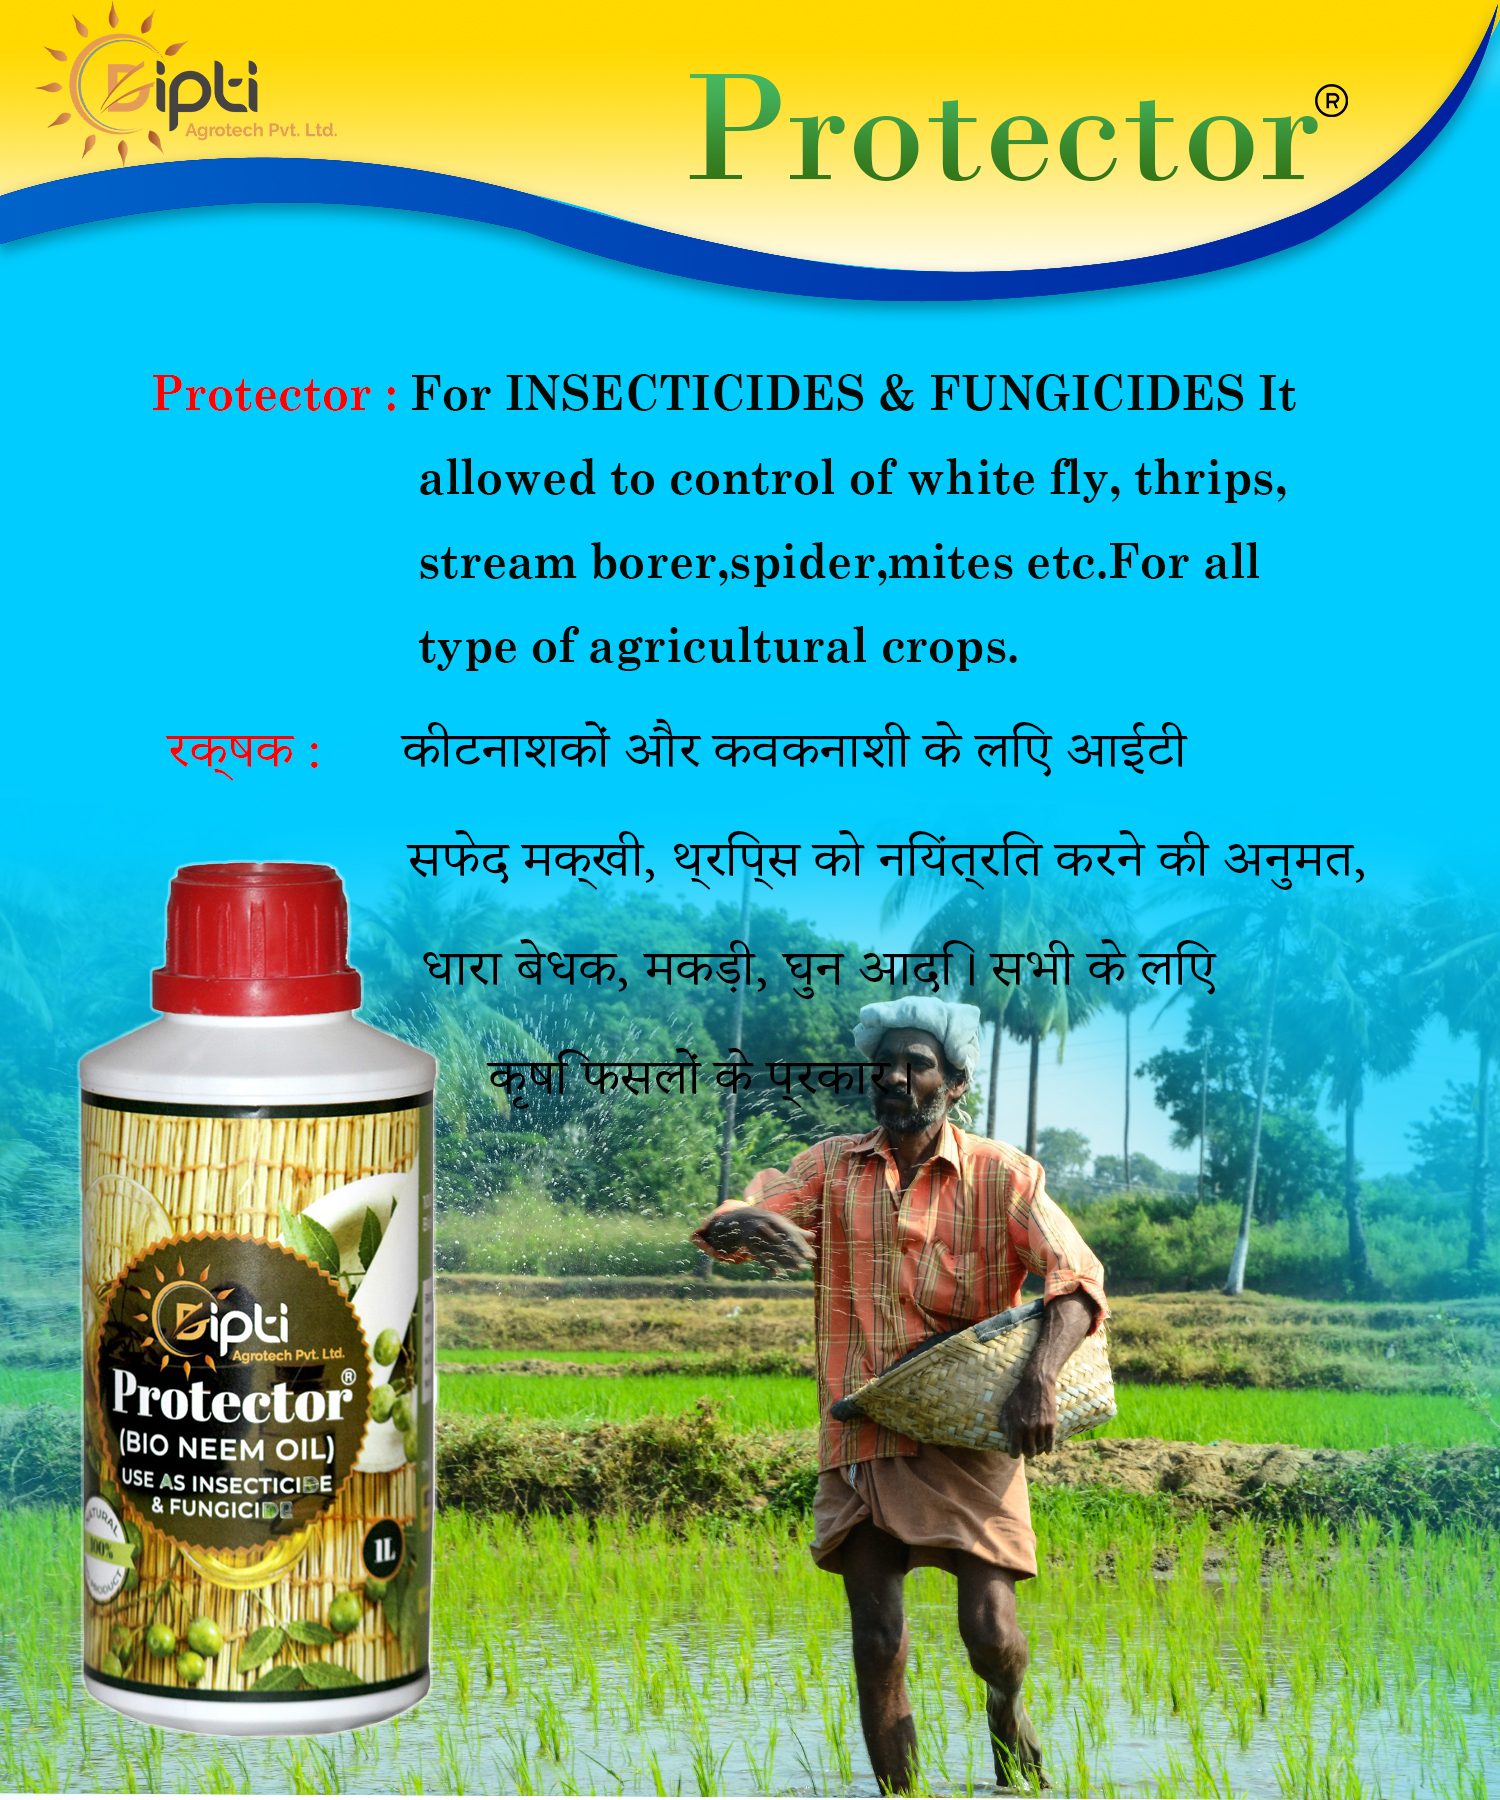 Dipti
Agrotech Pvt. Ltd.
Protector®
Protector : For INSECTICIDES & FUNGICIDES It
allowed to control of white fly, thrips,
stream borer,spider,mites etc.For all
type of agricultural crops.
रक्षक : कीटनाशकों और कवकनाशी के लिए आईटी
सफेद मक्खी, थ्रिप्स को नियंत्रित करने की अनुमत,
धारा बेधक, मकड़ी, घुन आदि। सभी के लिए
कृषि फसलों के प्रकार।
Dipti
Agrotech Pvt. Ltd.
Protector®
(BIO NEEM OIL)
USE AS INSECTICIDE
& FUNGICIDE
NATURAL
100%
PRODUCT
1L